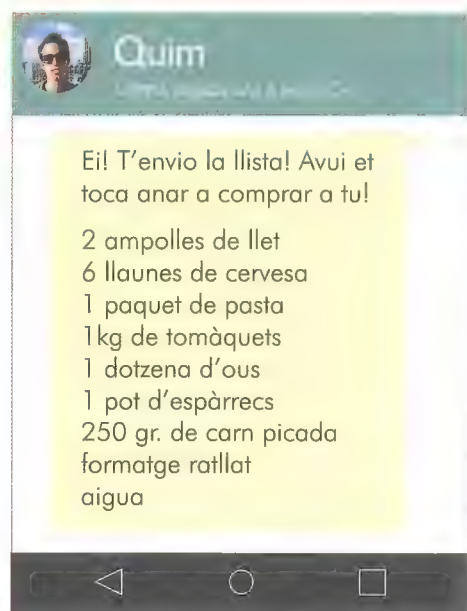 Quim
Ei! T'envio la llista! Avui et
toca anar a comprar a tu!
2 ampolles de llet
6 llaunes de cervesa
1 paquet de pasta
1kg de tomàquets
1 dotzena d'ous
1 pot d'espàrrecs
250 gr. de carn picada
formatge ratllat
aigua